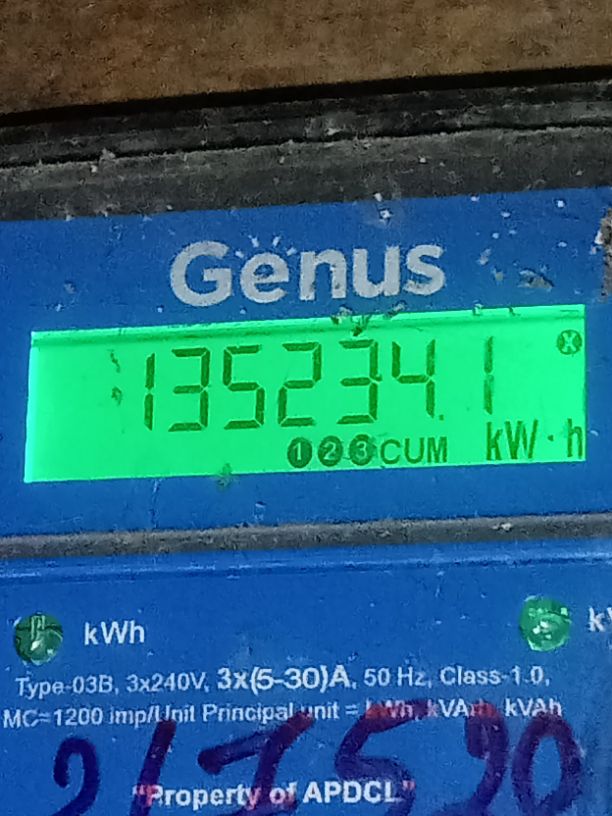 Genus
135234.1
123CUM kW·h
kWh
Type-03B, 3x240V, 3x(5-30)A, 50 Hz, Class-1.0,
MC=1200 imp/Unit Principal unit = kWh, kVArh, kVAh
"Property of APDCL"